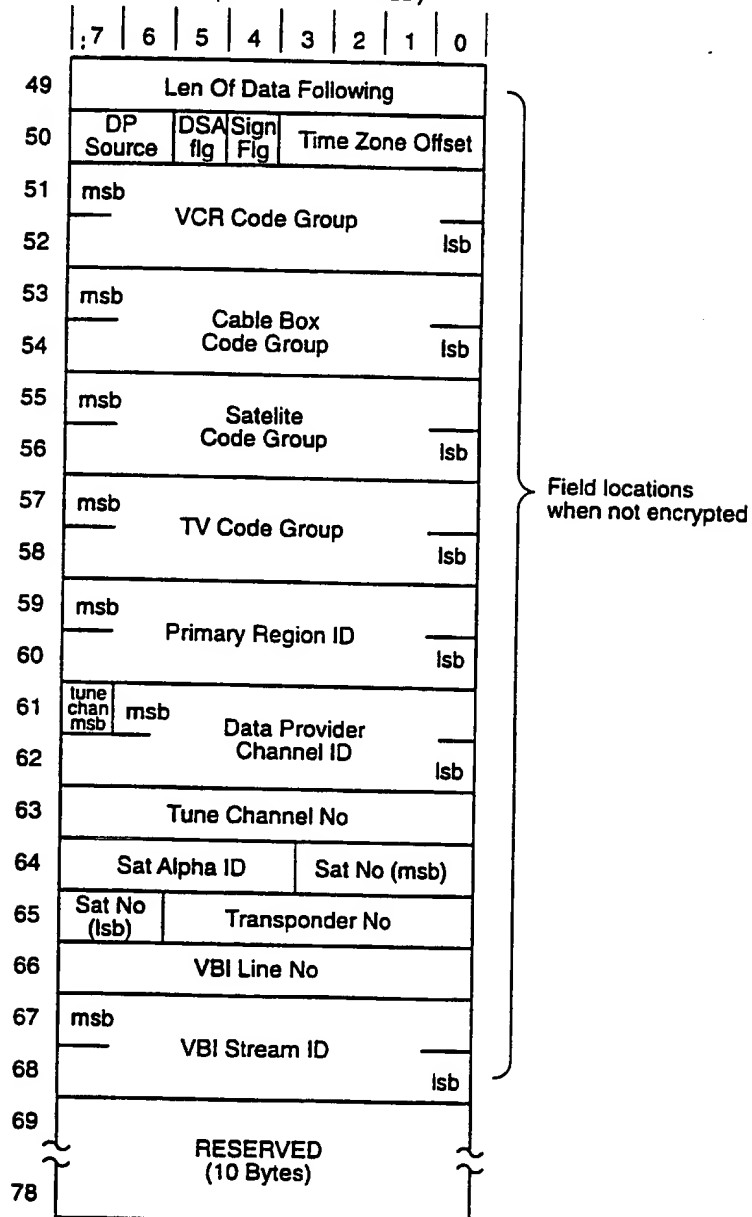 :7 6 5 4 3 2 1 0
49 Len Of Data Following
50 DP Source DSA flg Sign Flg Time Zone Offset
51 msb
VCR Code Group
52 lsb
53 msb
Cable Box
54 Code Group lsb
55 msb
Satelite
56 Code Group lsb
57 msb
TV Code Group
58 lsb
Field locations
when not encrypted
59 msb
Primary Region ID
60 lsb
61 tune chan msb msb
Data Provider
62 Channel ID lsb
63 Tune Channel No
64 Sat Alpha ID Sat No (msb)
65 Sat No (lsb) Transponder No
66 VBI Line No
67 msb
VBI Stream ID
68 lsb
69
RESERVED
(10 Bytes)
78